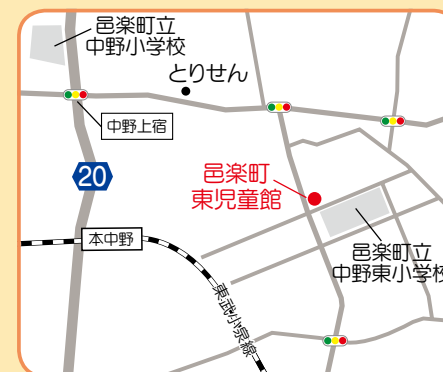 邑楽町立
中野小学校
とりせん
中野上宿
20
邑楽町
東児童館
本中野
邑楽町立
中野東小学校
東武小泉線